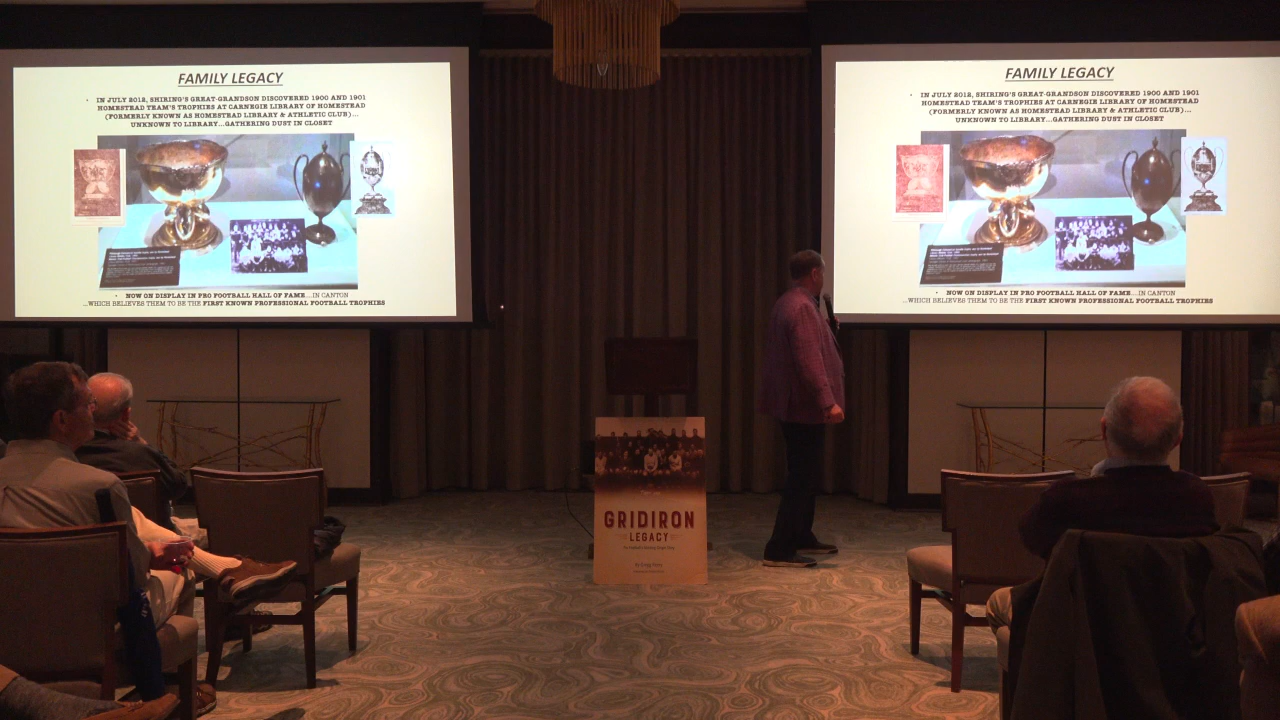 FAMILY LEGACY
• IN JULY 2012, SHIRING'S GREAT-GRANDSON DISCOVERED 1900 AND 1901
HOMESTEAD TEAM'S TROPHIES AT CARNEGIE LIBRARY OF HOMESTEAD
(FORMERLY KNOWN AS HOMESTEAD LIBRARY & ATHLETIC CLUB)...
UNKNOWN TO LIBRARY...GATHERING DUST IN CLOSET
• NOW ON DISPLAY IN PRO FOOTBALL HALL OF FAME...IN CANTON
...WHICH BELIEVES THEM TO BE THE FIRST KNOWN PROFESSIONAL FOOTBALL TROPHIES
FAMILY LEGACY
• IN JULY 2012, SHIRING'S GREAT-GRANDSON DISCOVERED 1900 AND 1901
HOMESTEAD TEAM'S TROPHIES AT CARNEGIE LIBRARY OF HOMESTEAD
(FORMERLY KNOWN AS HOMESTEAD LIBRARY & ATHLETIC CLUB)...
UNKNOWN TO LIBRARY...GATHERING DUST IN CLOSET
• NOW ON DISPLAY IN PRO FOOTBALL HALL OF FAME...IN CANTON
...WHICH BELIEVES THEM TO BE THE FIRST KNOWN PROFESSIONAL FOOTBALL TROPHIES
GRIDIRON
LEGACY